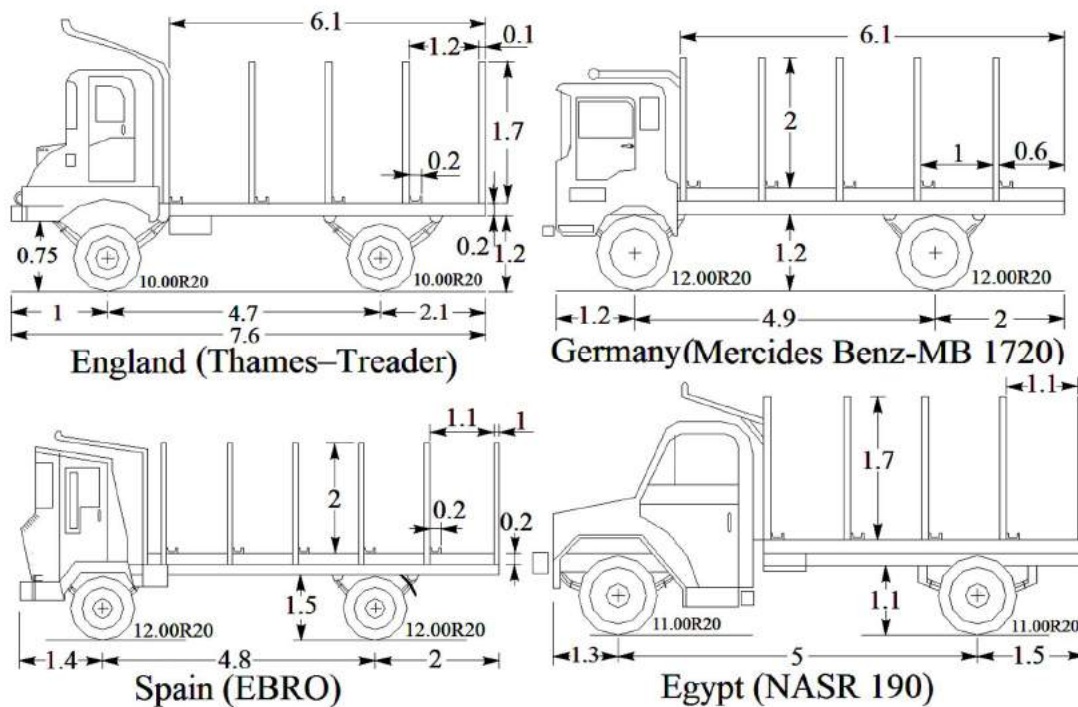 6.1
1.2
0.1
1.7
0.2
0.2
1.2
0.75
10.00R20
10.00R20
1
4.7
2.1
7.6
England (Thames–Treader)
6.1
2
1
0.6
1.2
12.00R20
12.00R20
1.2
4.9
2
Germany(Mercides Benz-MB 1720)
1.1
1
2
0.2
0.2
1.5
12.00R20
12.00R20
1.4
4.8
2
Spain (EBRO)
1.1
1.7
1.1
11.00R20
11.00R20
1.3
5
1.5
Egypt (NASR 190)